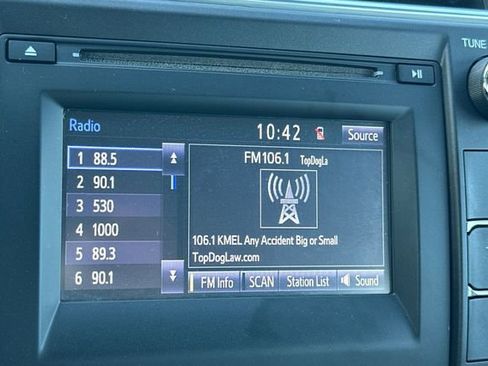 TUNE
Radio
10:42
Source
1 88.5
2 90.1
3 530
4 1000
5 89.3
6 90.1
FM106.1 TopDogLa
106.1 KMEL Any Accident Big or Small
TopDogLaw.com
FM Info
SCAN
Station List
Sound